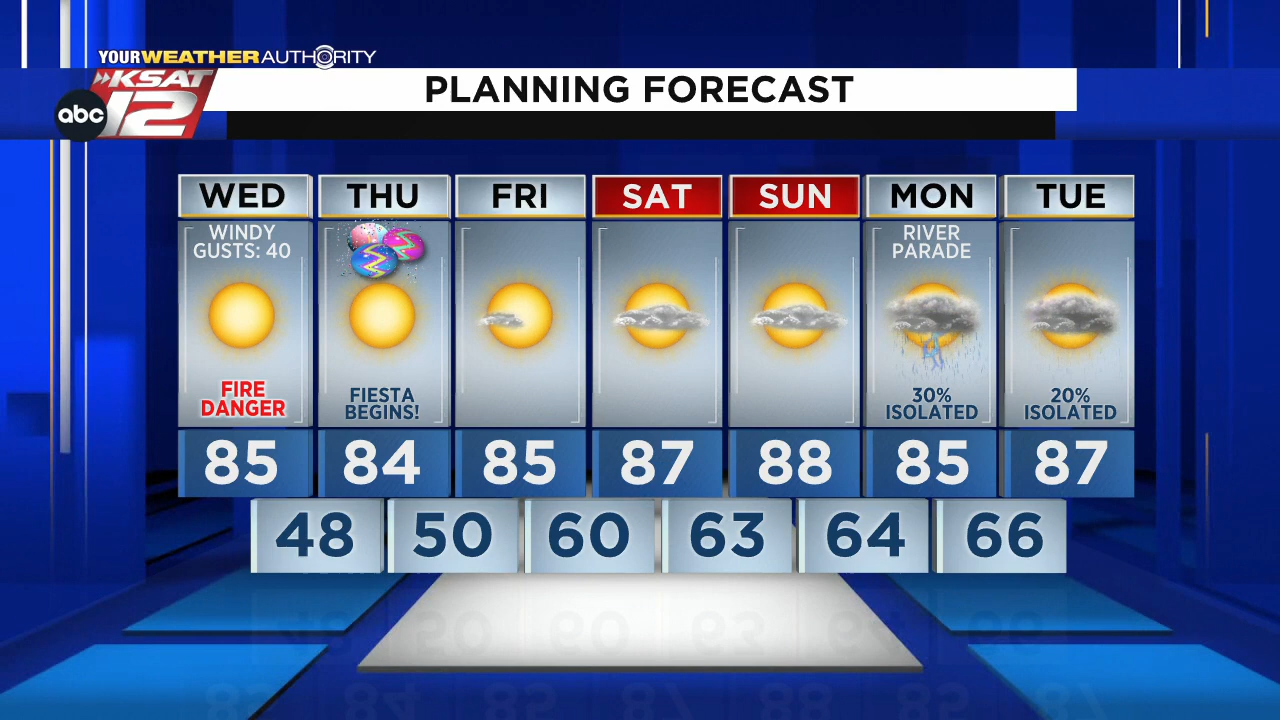 YOURWEATHERAUTHORITY
KSAT
abc
12
PLANNING FORECAST
WED
THU
FRI
SAT
SUN
MON
TUE
WINDY
GUSTS: 40
RIVER
PARADE
FIRE
DANGER
FIESTA
BEGINS!
30%
ISOLATED
20%
ISOLATED
85
84
85
87
88
85
87
48
50
60
63
64
66